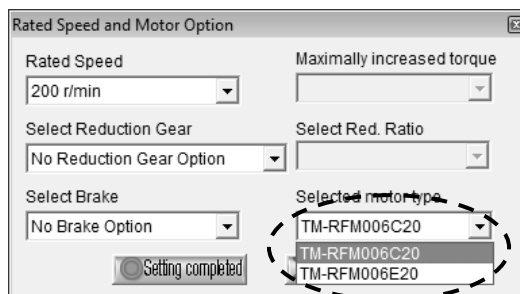 Rated Speed and Motor Option
Rated Speed
Maximally increased torque
200 r/min
Select Reduction Gear
Select Red. Ratio
No Reduction Gear Option
Select Brake
Selected motor type
No Brake Option
TM-RFM006C20
TM-RFM006C20
TM-RFM006E20
Setting completed